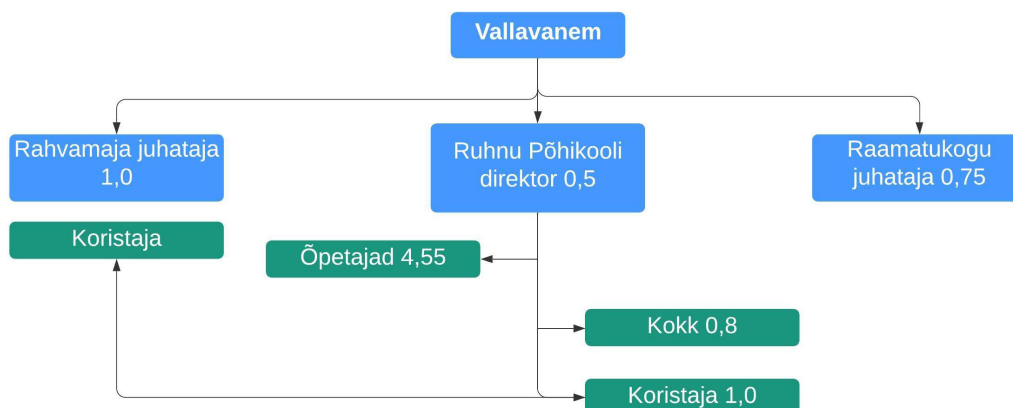 Vallavanem
Rahvamaja juhataja
1,0
Ruhnu Põhikooli
direktor 0,5
Raamatukogu
juhataja 0,75
Koristaja
Õpetajad 4,55
Kokk 0,8
Koristaja 1,0